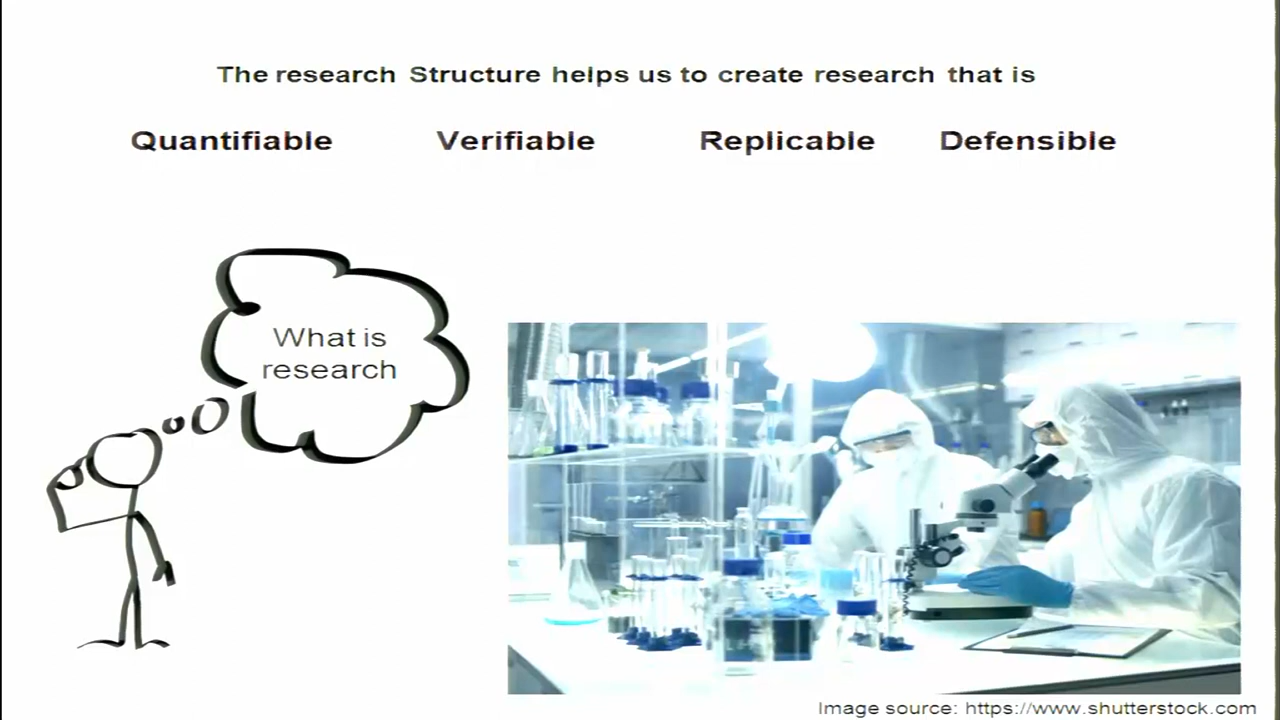 The research Structure helps us to create research that is
Quantifiable Verifiable Replicable Defensible
What is
research
Image source: https://www.shutterstock.com